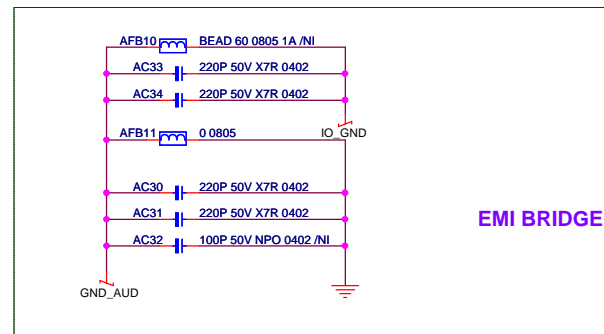 AFB10 BEAD 60 0805 1A /NI
AC33 220P 50V X7R 0402
AC34 220P 50V X7R 0402
IO_GND
AFB11 0 0805
AC30 220P 50V X7R 0402
AC31 220P 50V X7R 0402
EMI BRIDGE
AC32 100P 50V NPO 0402 /NI
GND_AUD